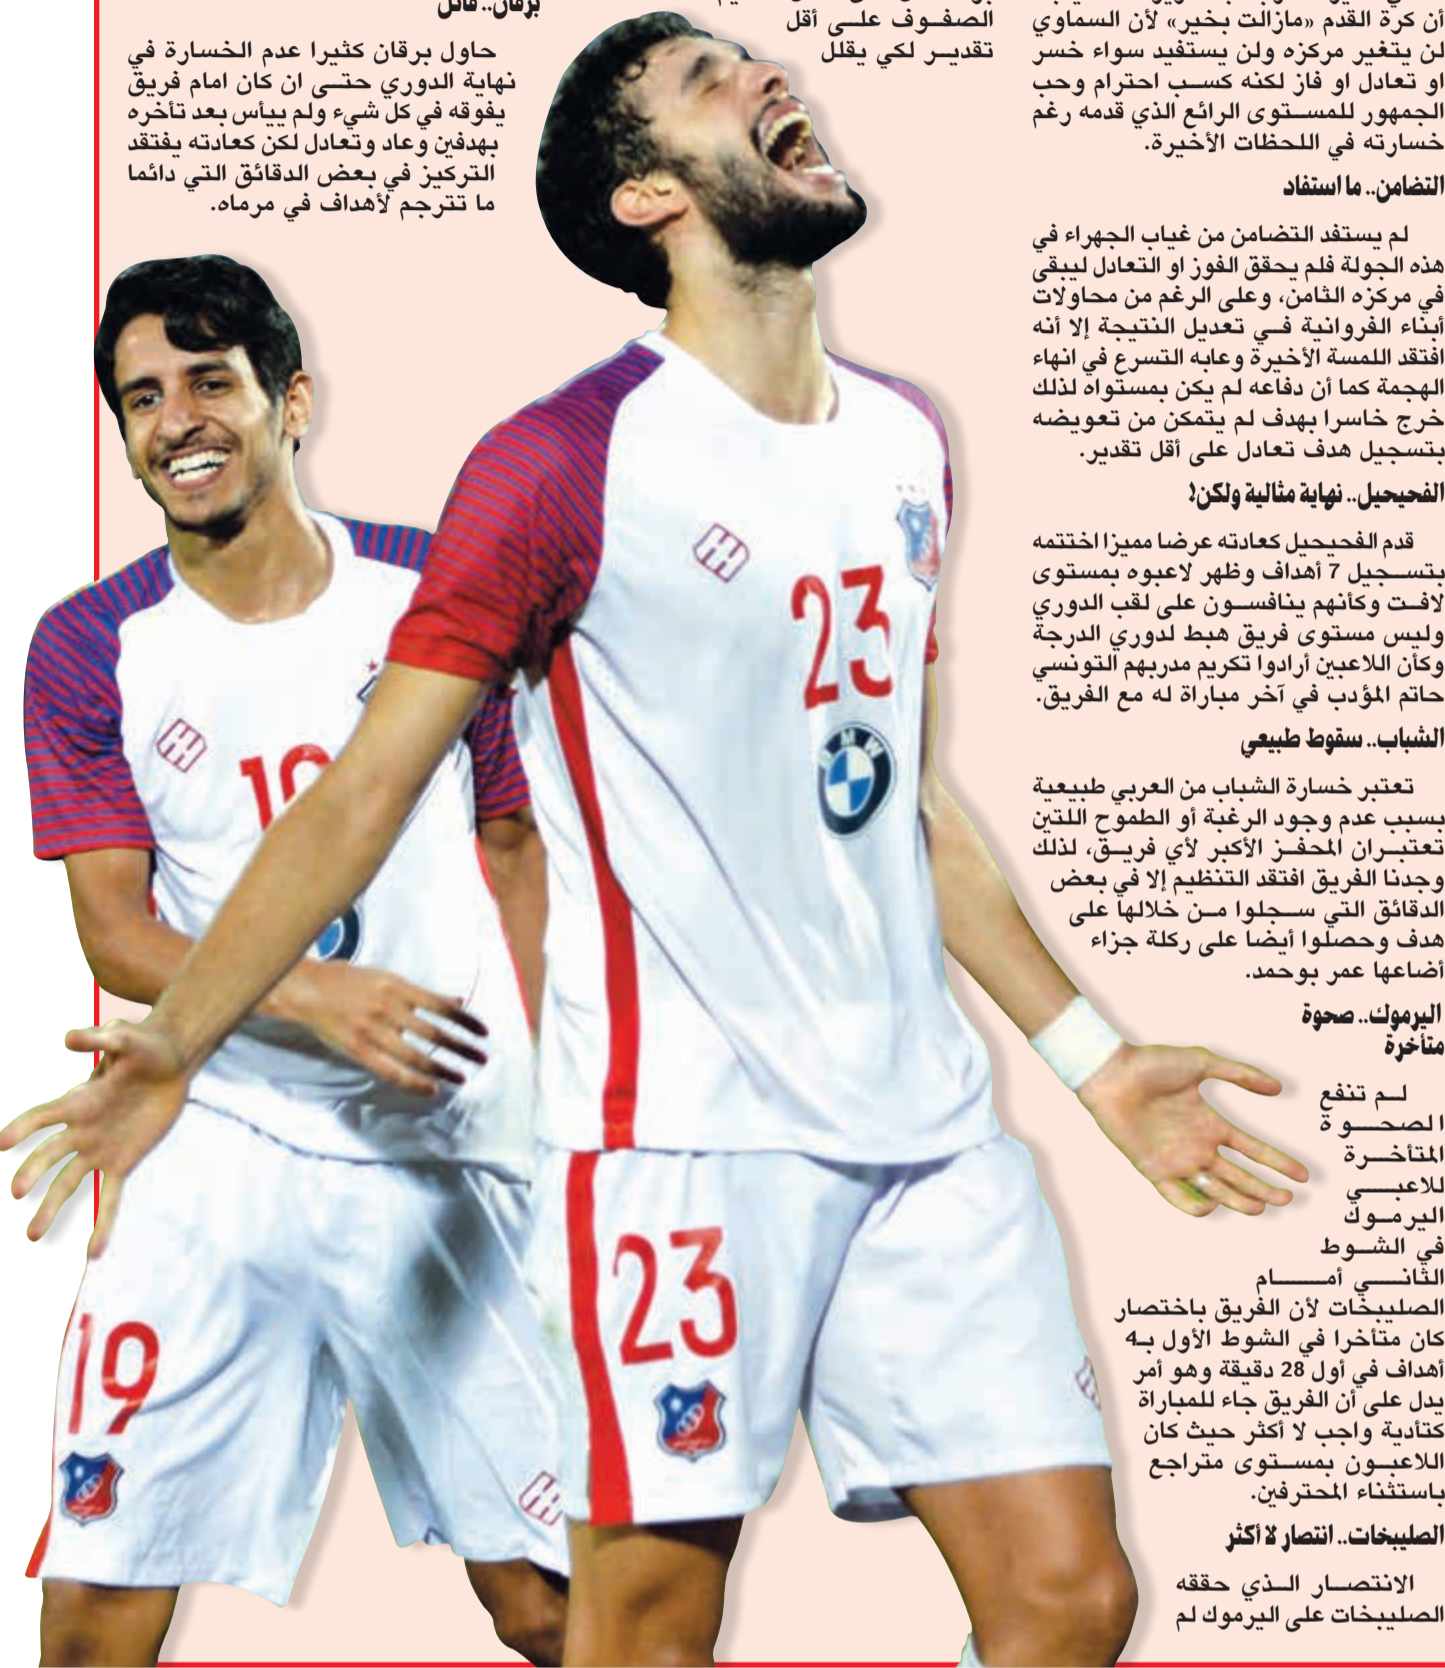 أن كرة القدم «مازالت بخير» لأن السماوي
لن يتغير مركزه ولن يستفيد سواء خسر
او تعادل او فاز لكنه كسب احترام وحب
الجمهور للمستوى الرائع الذي قدمه رغم
خسارته في اللحظات الأخيرة.
التضامن.. ما استفاد
لم يستفد التضامن من غياب الجهراء في
هذه الجولة فلم يحقق الفوز او التعادل ليبقى
في مركزه الثامن، وعلى الرغم من محاولات
أبناء الفروانية في تعديل النتيجة إلا أنه
افتقد اللمسة الأخيرة وعابه التسرع في انهاء
الهجمة كما أن دفاعه لم يكن بمستواه لذلك
خرج خاسرا بهدف لم يتمكن من تعويضه
بتسجيل هدف تعادل على أقل تقدير.
الفحيحيل.. نهاية مثالية ولكن!
قدم الفحيحيل كعادته عرضا مميزا اختتمه
بتسجيل 7 أهداف وظهر لاعبوه بمستوى
لافت وكأنهم ينافسون على لقب الدوري
وليس مستوى فريق هبط لدوري الدرجة
وكأن اللاعبين أرادوا تكريم مدربهم التونسي
حاتم المؤدب في آخر مباراة له مع الفريق.
الشباب.. سقوط طبيعي
تعتبر خسارة الشباب من العربي طبيعية
بسبب عدم وجود الرغبة أو الطموح اللتين
تعتبران المحفز الأكبر لأي فريق، لذلك
وجدنا الفريق افتقد التنظيم إلا في بعض
الدقائق التي سجلوا من خلالها على
هدف وحصلوا أيضا على ركلة جزاء
أضاعها عمر بوحمد.
اليرموك.. صحوة
متأخرة
لم تنفع
الصحوة
المتأخرة
للاعبي
اليرموك
في الشوط
الثاني أمام
الصليبخات لأن الفريق باختصار
كان متأخرا في الشوط الأول بـ4
أهداف في أول 28 دقيقة وهو أمر
يدل على أن الفريق جاء للمباراة
كتأدية واجب لا أكثر حيث كان
اللاعبون بمستوى متراجع
باستثناء المحترفين.
الصليبخات.. انتصار لا أكثر
الانتصار الذي حققه
الصليبخات على اليرموك لم
الصفوف على أقل
تقدير لكي يقلل
برقان.. قاتل
حاول برقان كثيرا عدم الخسارة في
نهاية الدوري حتى ان كان امام فريق
يفوقه في كل شيء ولم ييأس بعد تأخره
بهدفين وعاد وتعادل لكن كعادته يفتقد
التركيز في بعض الدقائق التي دائما
ما تترجم لأهداف في مرماه.
23
BMW
19
23
19